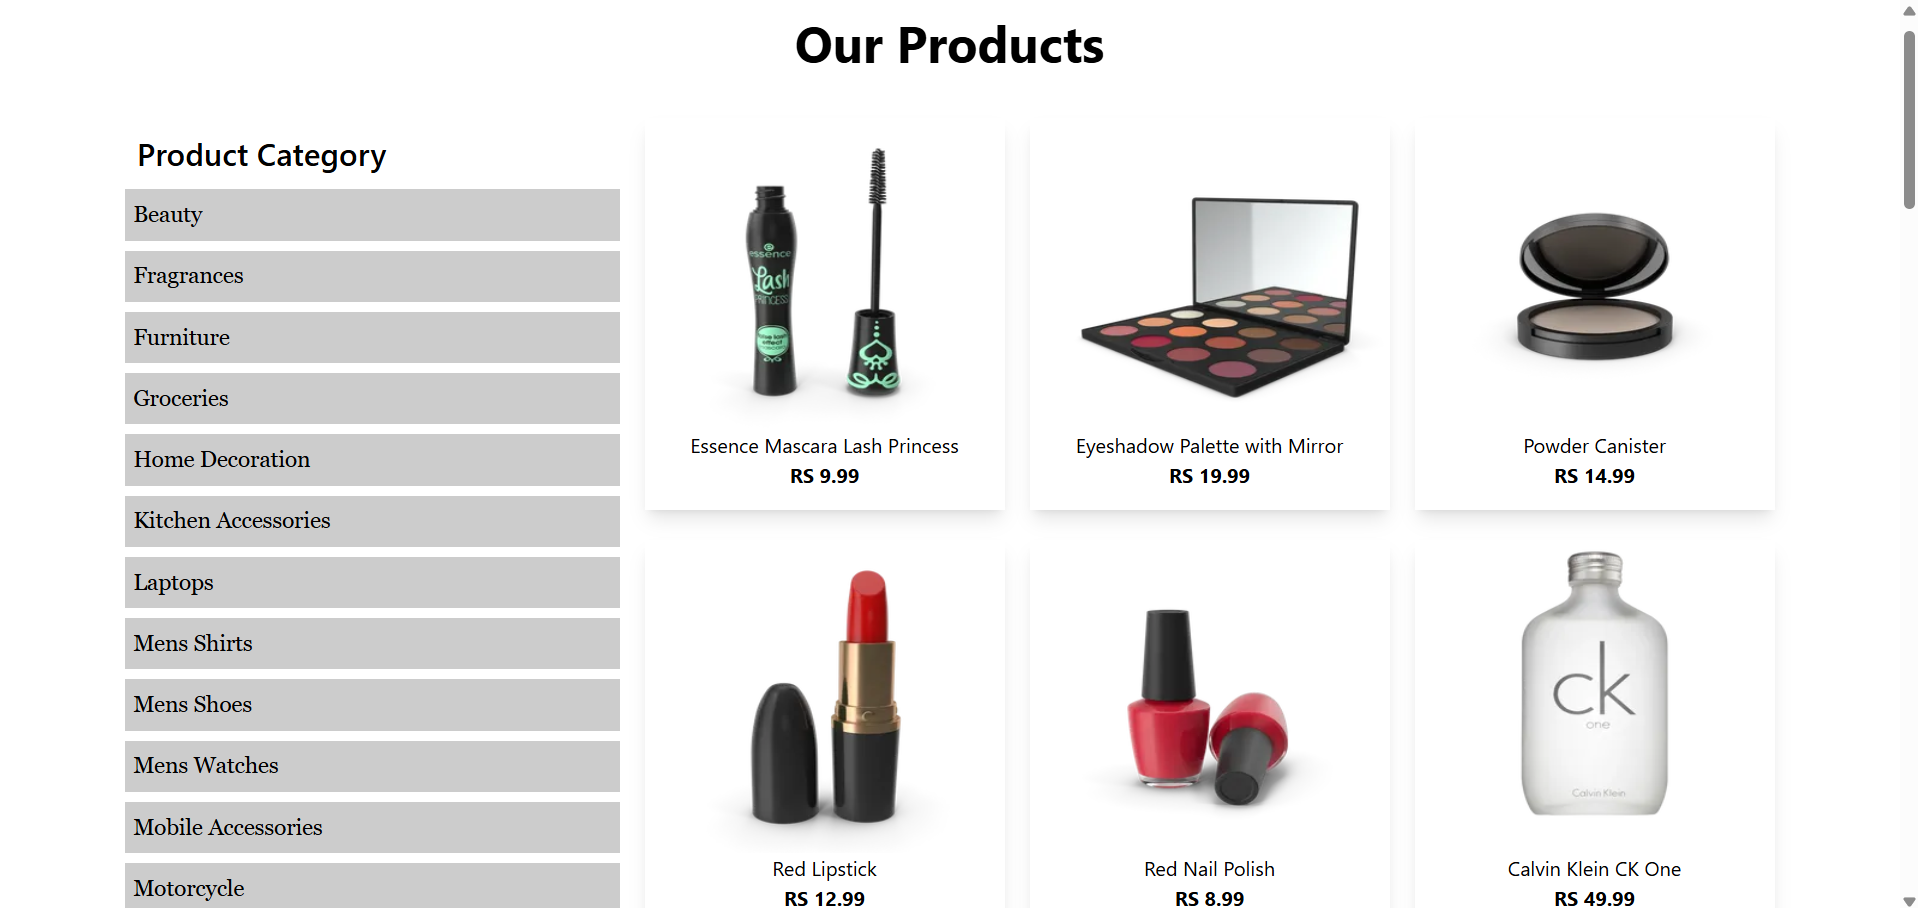 Our Products
Product Category
Beauty
Fragrances
Furniture
Groceries
Home Decoration
Kitchen Accessories
Laptops
Mens Shirts
Mens Shoes
Mens Watches
Mobile Accessories
Motorcycle
essence
Lash
PRINCESS
effect
Essence Mascara Lash Princess
RS 9.99
Eyeshadow Palette with Mirror
RS 19.99
Powder Canister
RS 14.99
Red Lipstick
RS 12.99
Red Nail Polish
RS 8.99
ck
one
Calvin Klein
Calvin Klein CK One
RS 49.99